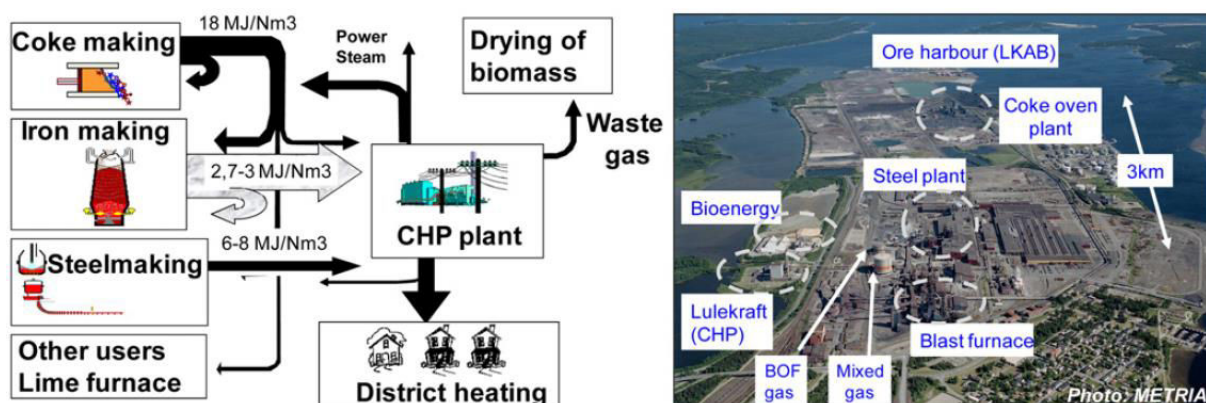 18 MJ/Nm3
Coke making
Power
Steam
Drying of
biomass
Iron making
2,7-3 MJ/Nm3
Waste
gas
CHP plant
6-8 MJ/Nm3
Steelmaking
Other users
Lime furnace
District heating
Ore harbour (LKAB)
Coke oven
plant
3km
Steel plant
Bioenergy
Lulekraft
(CHP)
Blast furnace
BOF
gas
Mixed
gas
Photo: METRIA